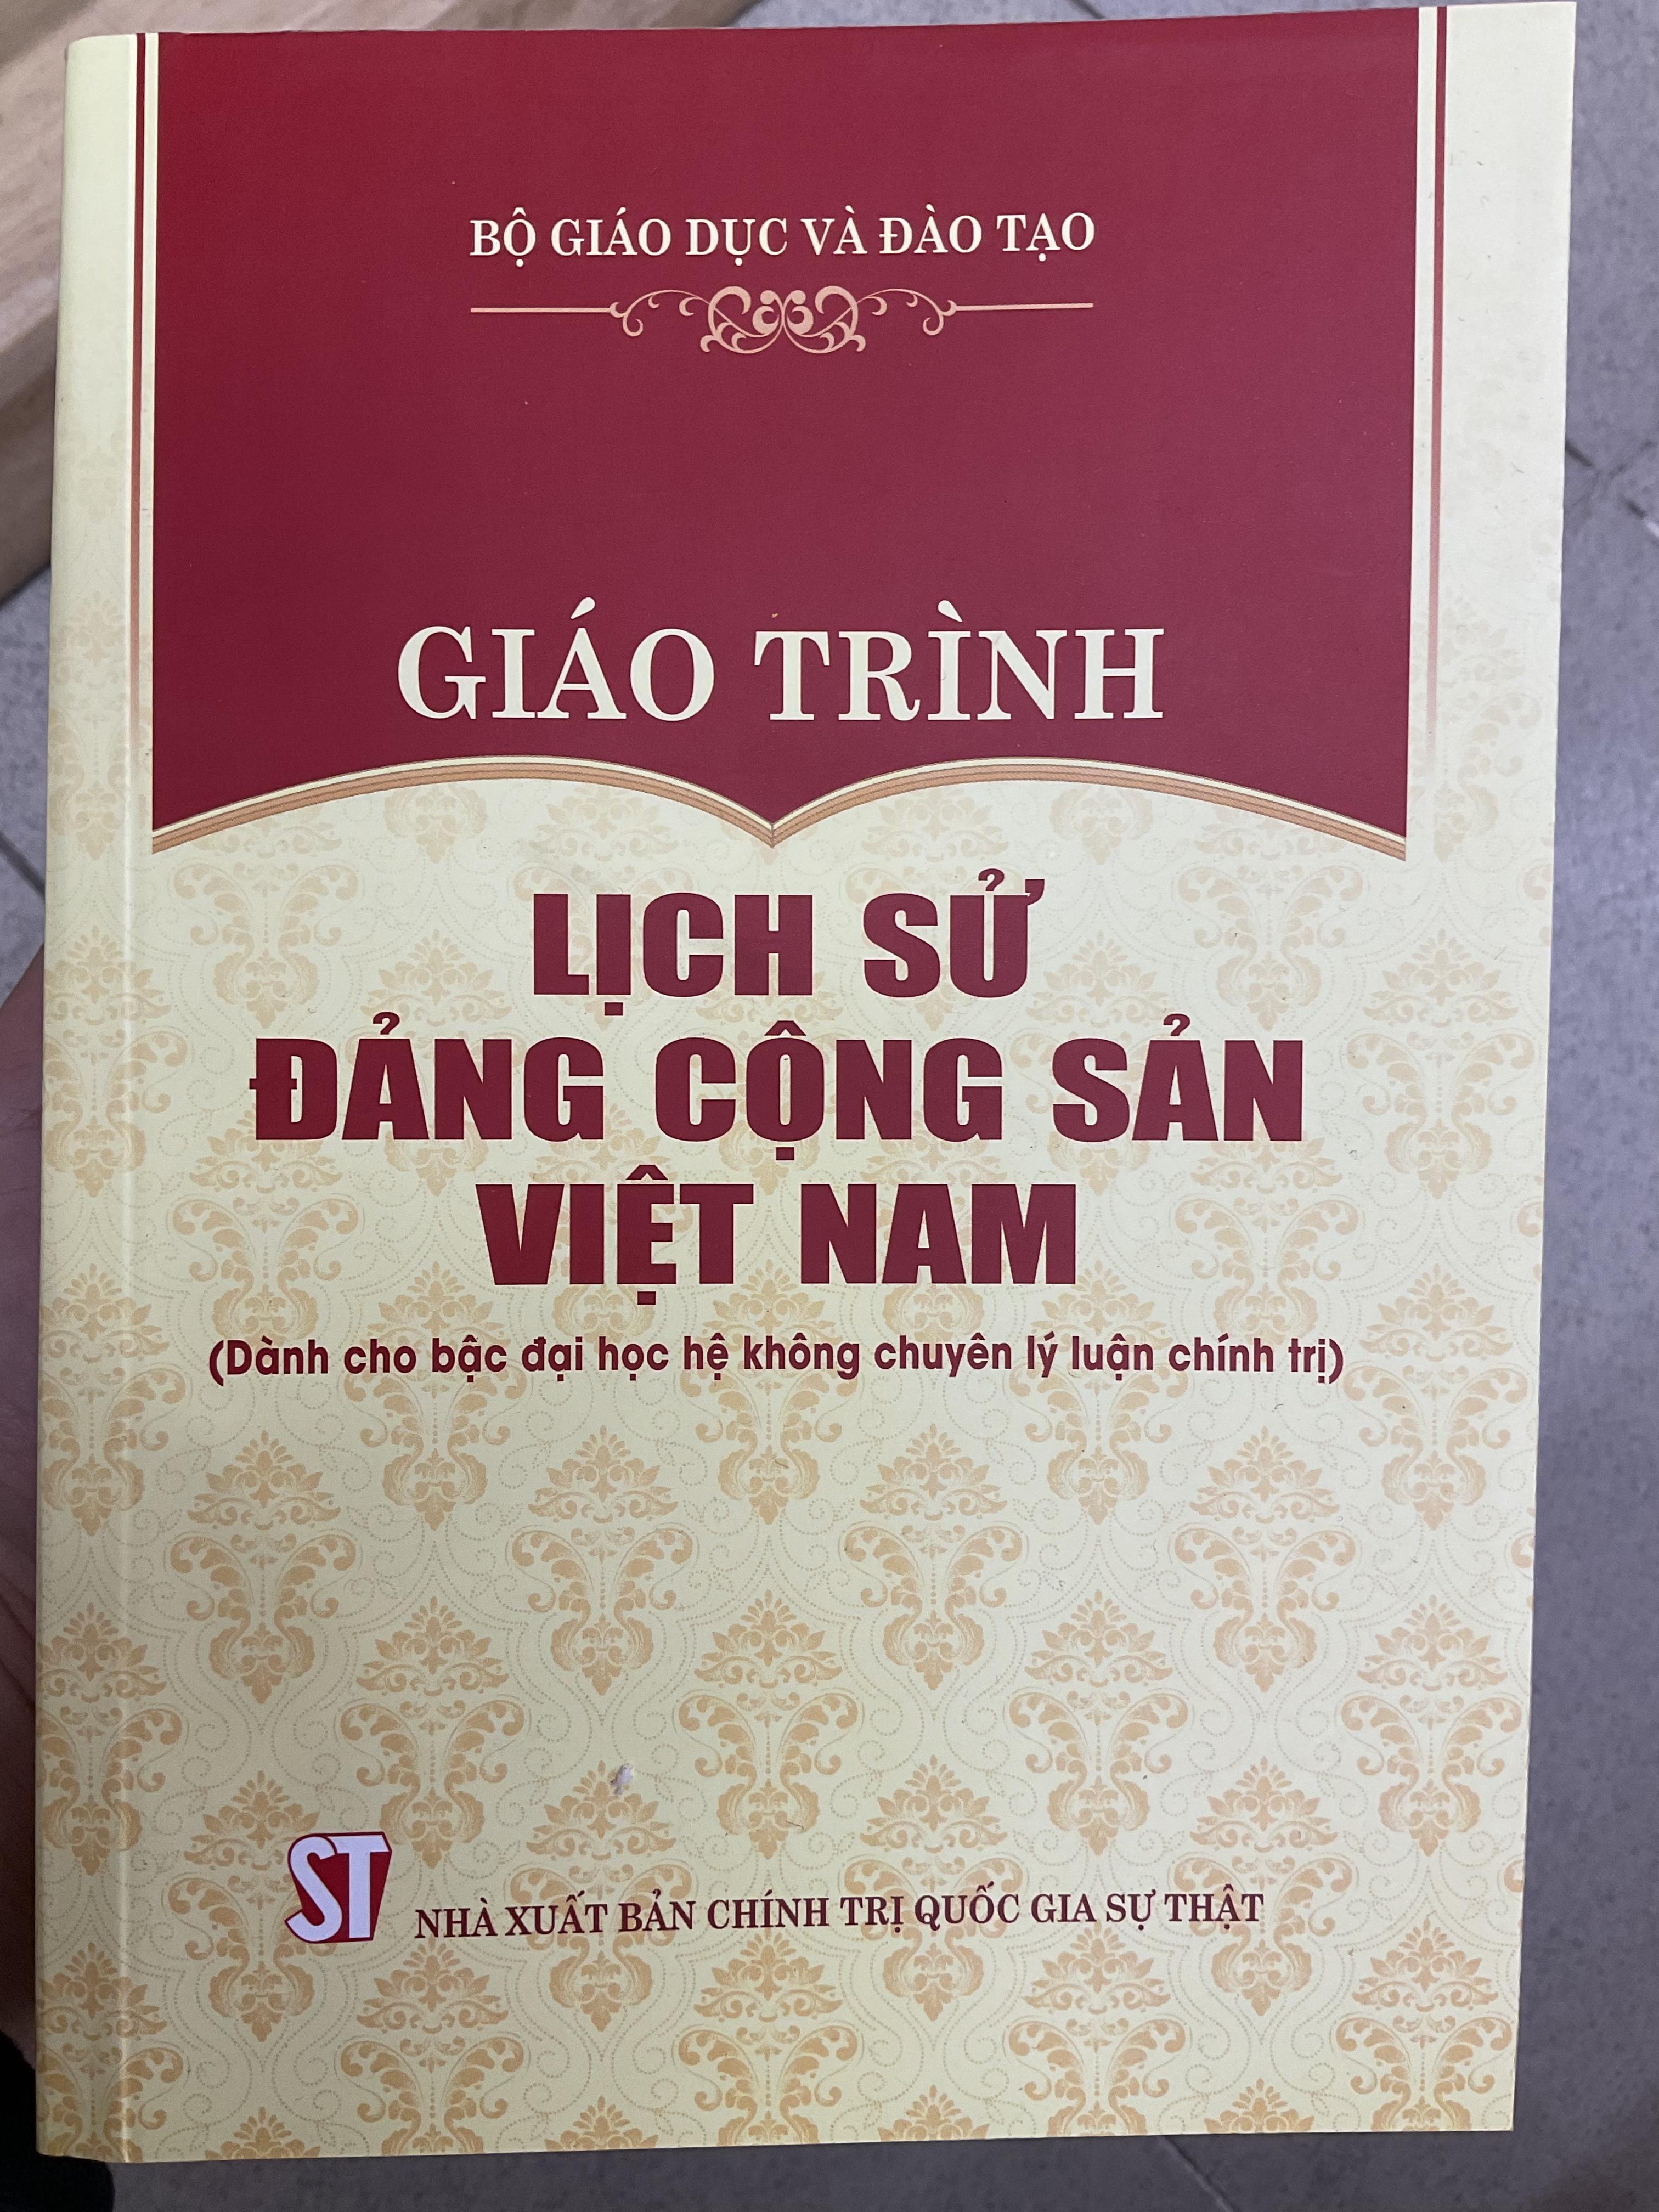 BỘ GIÁO DỤC VÀ ĐÀO TẠO
GIÁO TRÌNH
LỊCH SỬ
ĐẢNG CỘNG SẢN
VIỆT NAM
(Dành cho bậc đại học hệ không chuyên lý luận chính trị)
ST
NHÀ XUẤT BẢN CHÍNH TRỊ QUỐC GIA SỰ THẬT